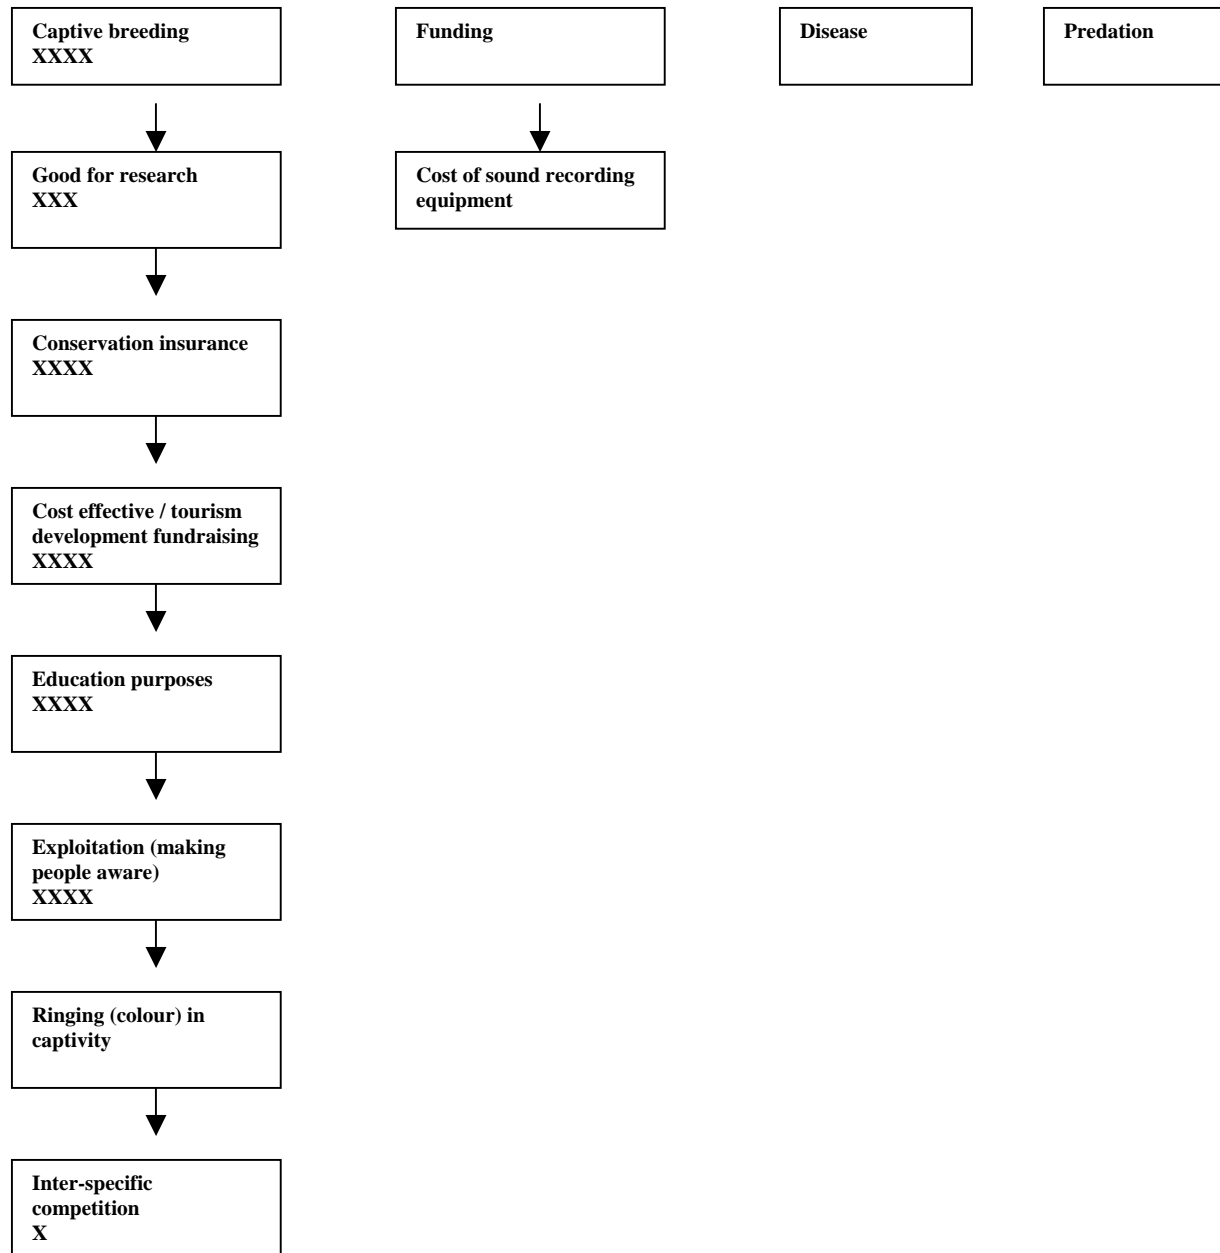 Captive breeding
XXXX
Funding
Disease
Predation
Good for research
XXX
Cost of sound recording
equipment
Conservation insurance
XXXX
Cost effective / tourism
development fundraising
XXXX
Education purposes
XXXX
Exploitation (making
people aware)
XXXX
Ringing (colour) in
captivity
Inter-specific
competition
X